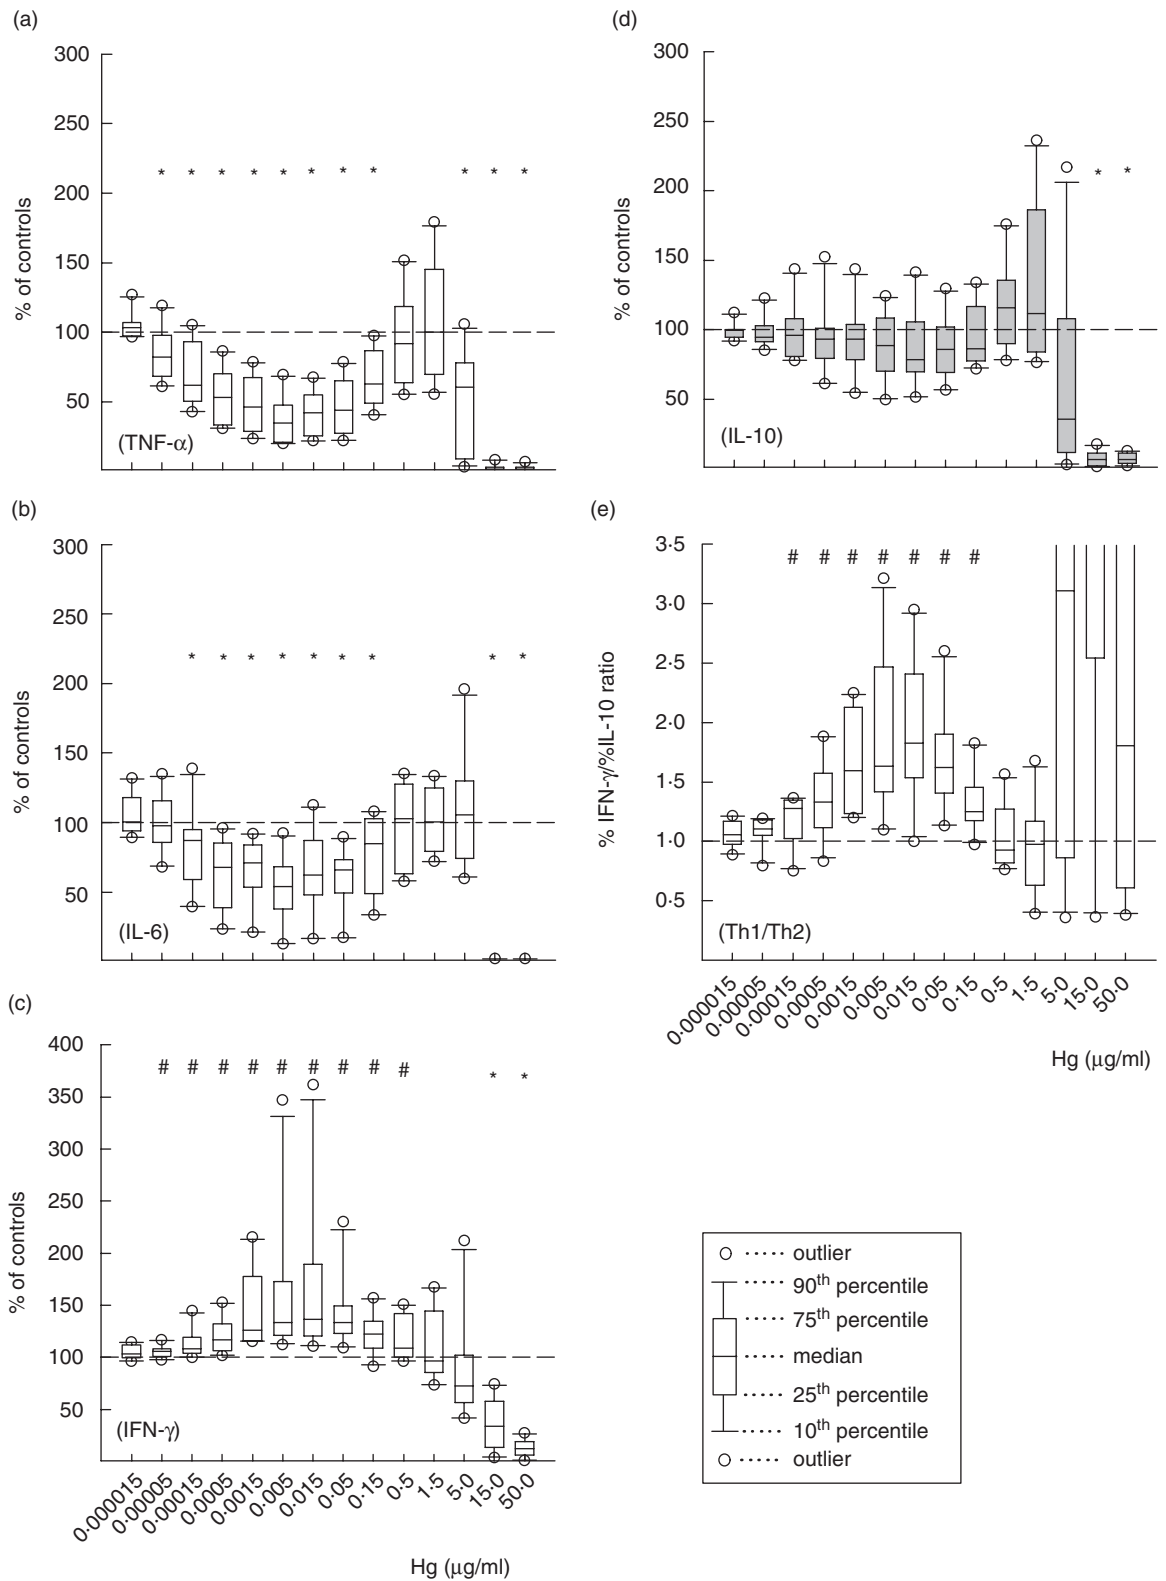 (a)
300
250
200
150
100
50
% of controls
* * * * * * * * * * *
(TNF-α)
(b)
300
250
200
150
100
50
% of controls
* * * * * * * * *
(IL-6)
(c)
400
350
300
250
200
150
100
50
% of controls
# # # # # # # # # * *
(IFN-γ)
0·000015
0·00005
0·00015
0·0005
0·0015
0·005
0·015
0·05
0·15
0·5
1·5
5·0
15·0
50·0
Hg (μg/ml)
(d)
300
250
200
150
100
50
% of controls
* *
(IL-10)
(e)
3·5
3·0
2·5
2·0
1·5
1·0
0·5
% IFN-γ/%IL-10 ratio
# # # # # # #
(Th1/Th2)
0·000015
0·00005
0·00015
0·0005
0·0015
0·005
0·015
0·05
0·15
0·5
1·5
5·0
15·0
50·0
Hg (μg/ml)
outlier
90th percentile
75th percentile
median
25th percentile
10th percentile
outlier